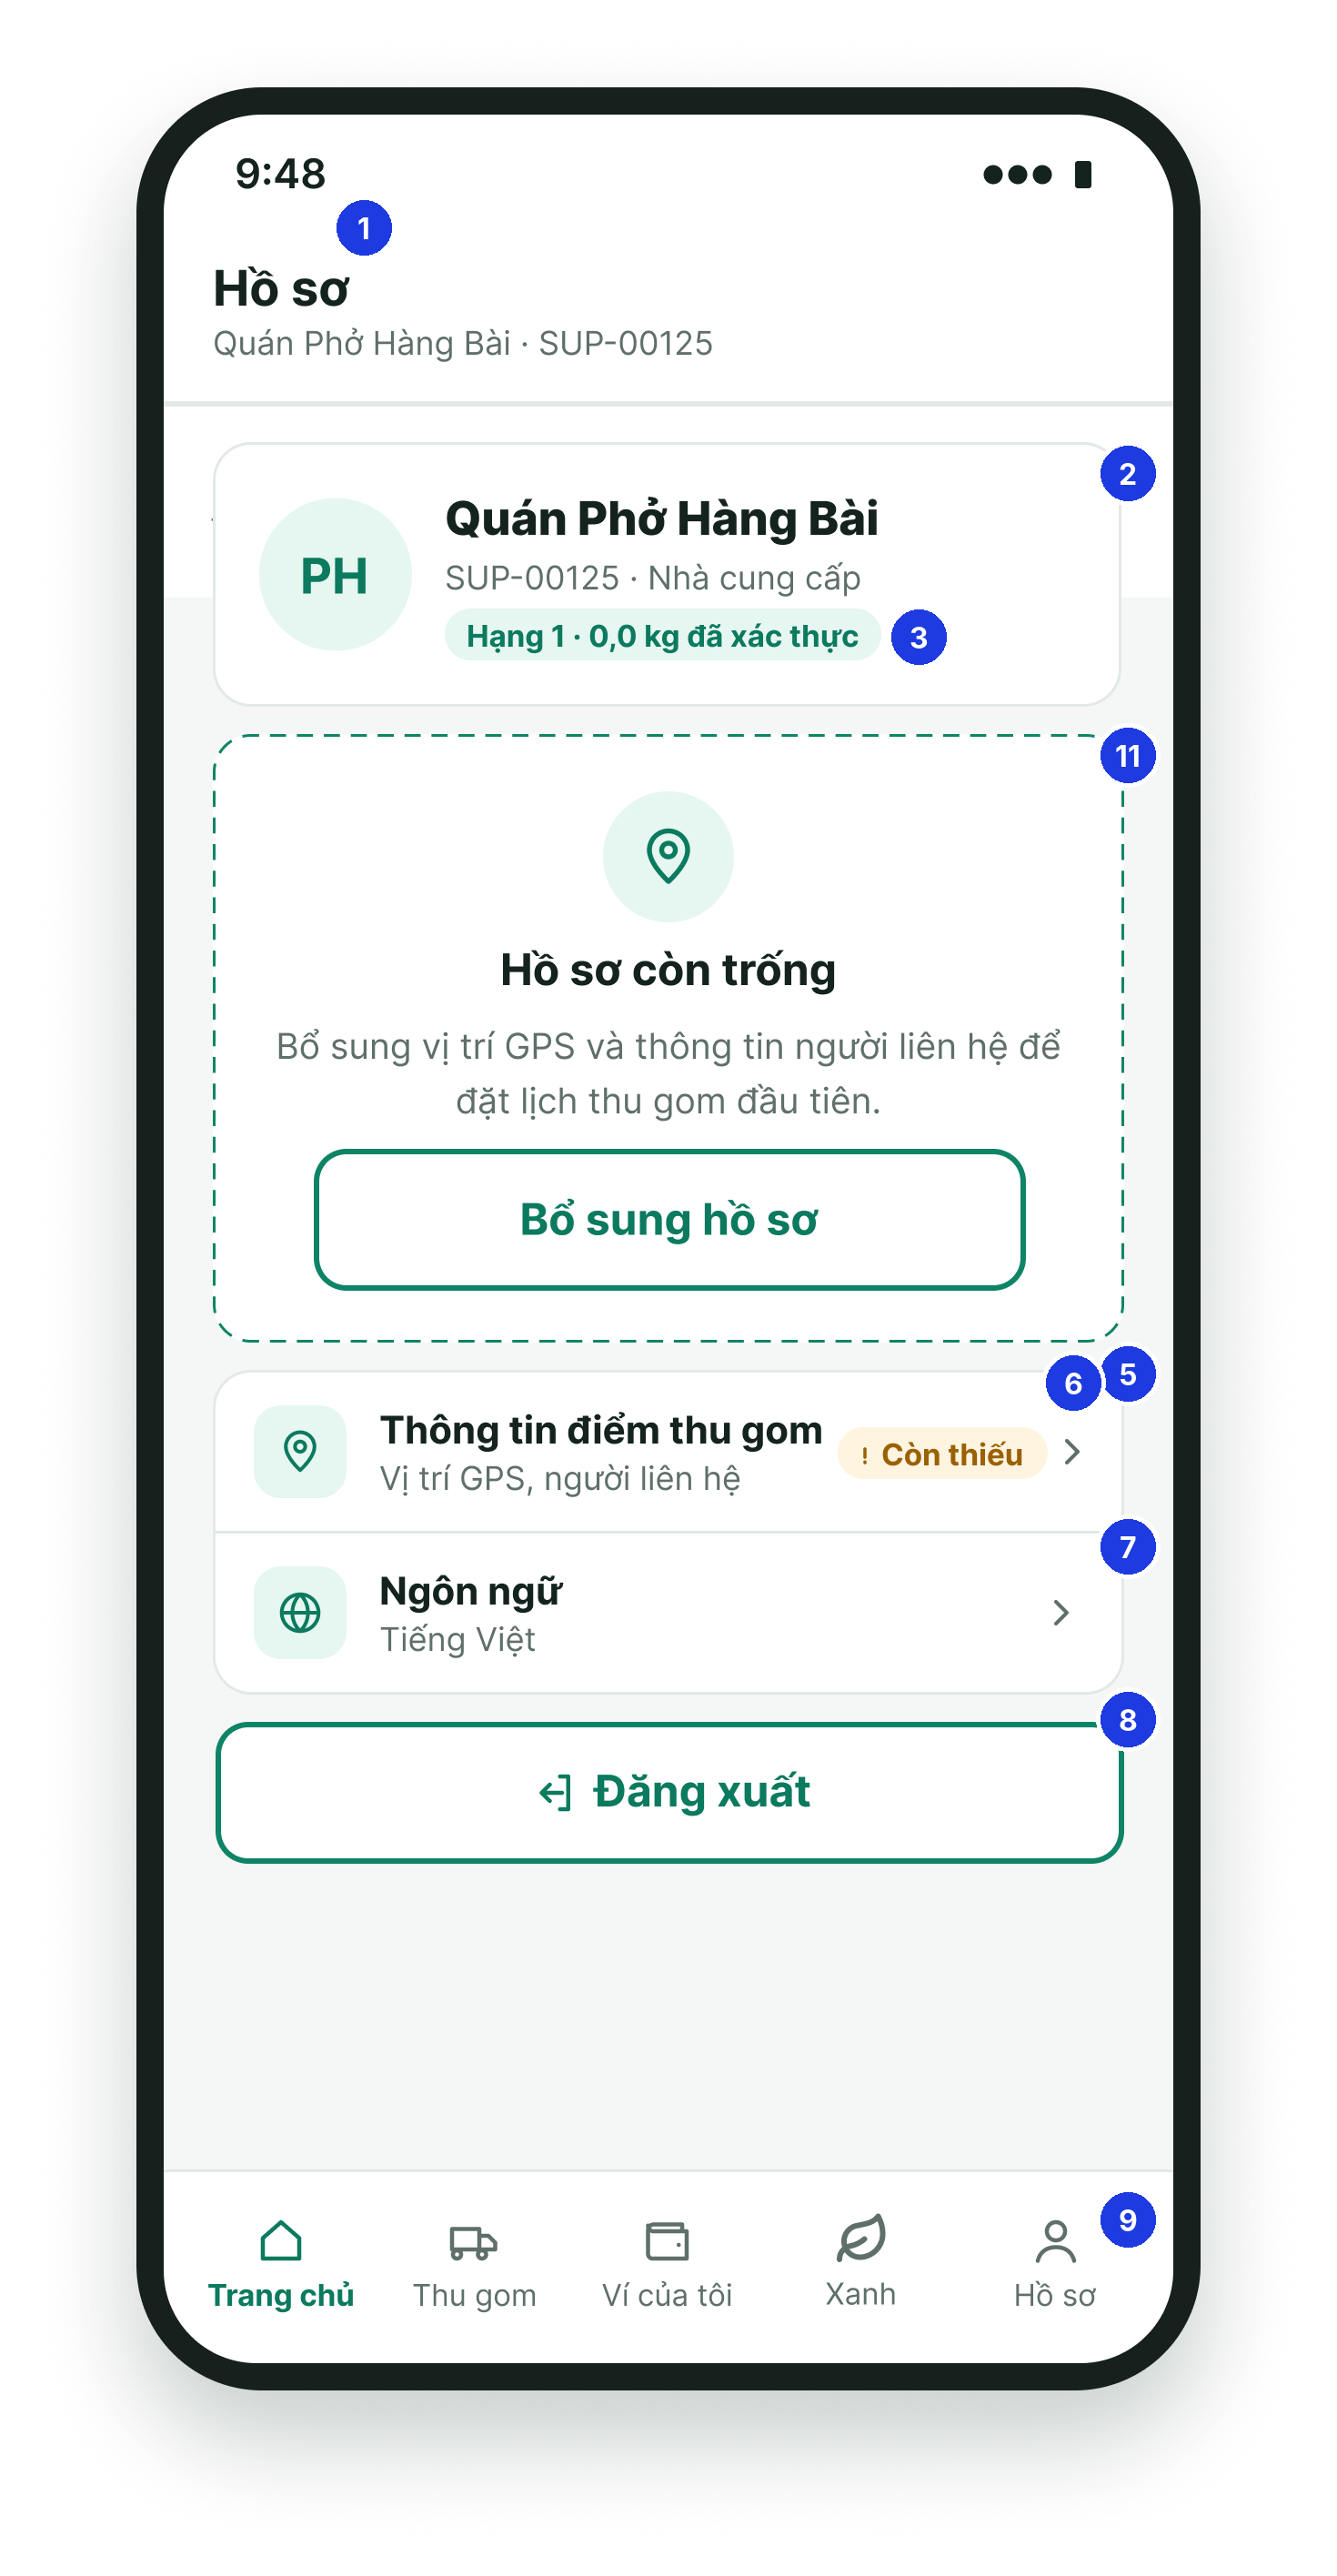 9:48
1
Hồ sơ
Quán Phở Hàng Bài · SUP-00125
2
PH
Quán Phở Hàng Bài
SUP-00125 · Nhà cung cấp
Hạng 1 · 0,0 kg đã xác thực
3
11
Hồ sơ còn trống
Bổ sung vị trí GPS và thông tin người liên hệ để
đặt lịch thu gom đầu tiên.
Bổ sung hồ sơ
6
5
Thông tin điểm thu gom
! Còn thiếu
Vị trí GPS, người liên hệ
7
Ngôn ngữ
Tiếng Việt
8
Đăng xuất
9
Trang chủ
Thu gom
Ví của tôi
Xanh
Hồ sơ